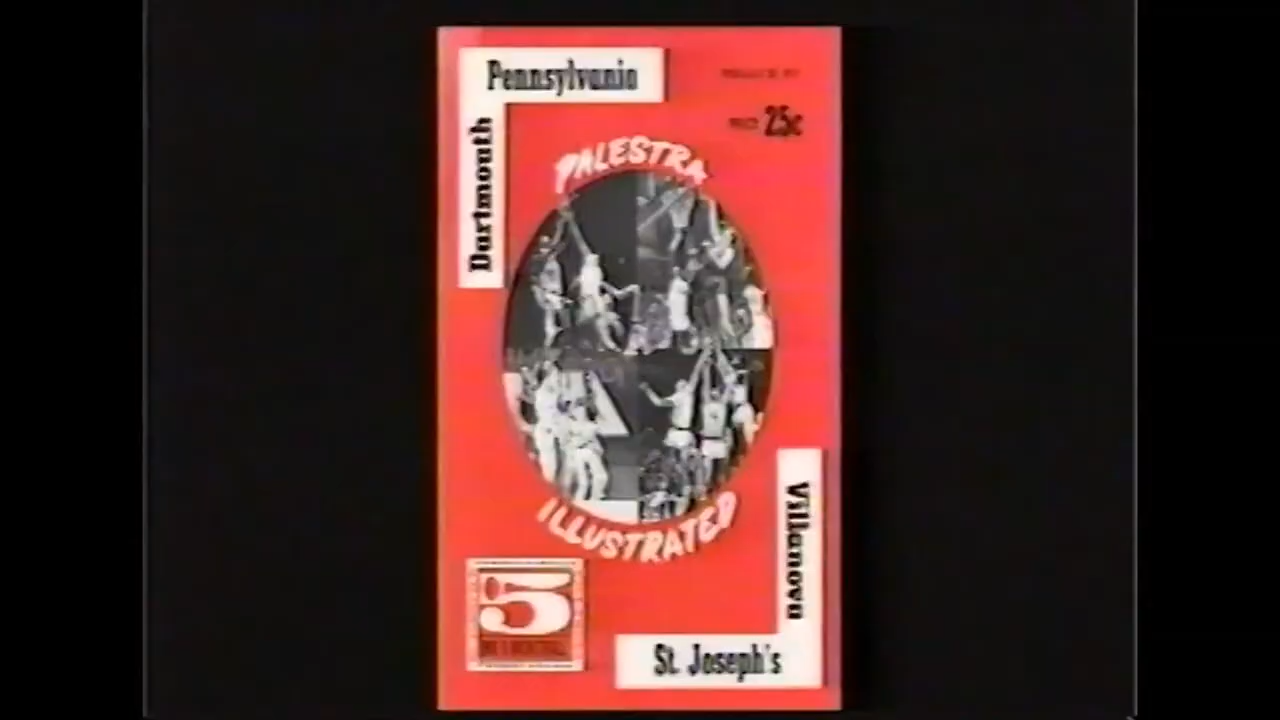 Pennsylvania
Dartmouth
25c
PALESTRA
ILLUSTRATED
Villanova
5
St. Joseph's